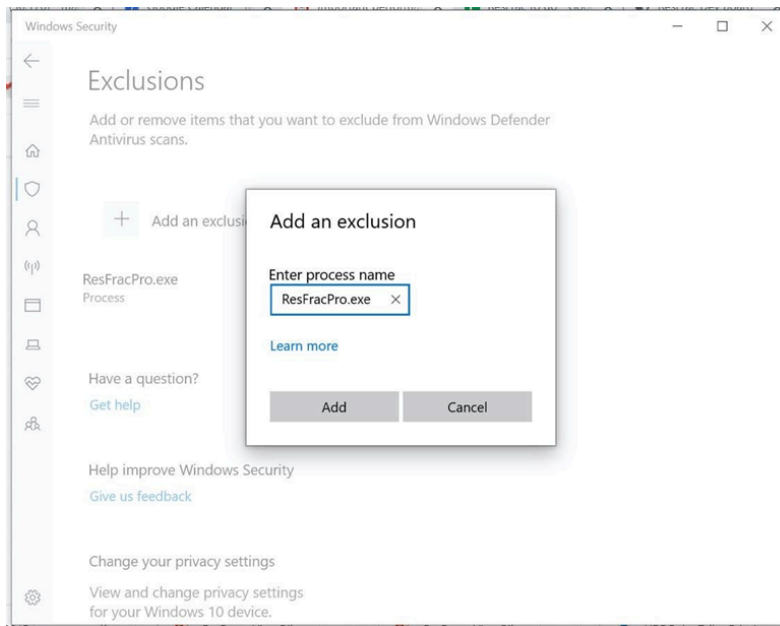 Windows Security
Exclusions
Add or remove items that you want to exclude from Windows Defender
Antivirus scans.
Add an exclusi
ResFracPro.exe
Process
Add an exclusion
Enter process name
ResFracPro.exe
Learn more
Add Cancel
Have a question?
Get help
Help improve Windows Security
Give us feedback
Change your privacy settings
View and change privacy settings
for your Windows 10 device.